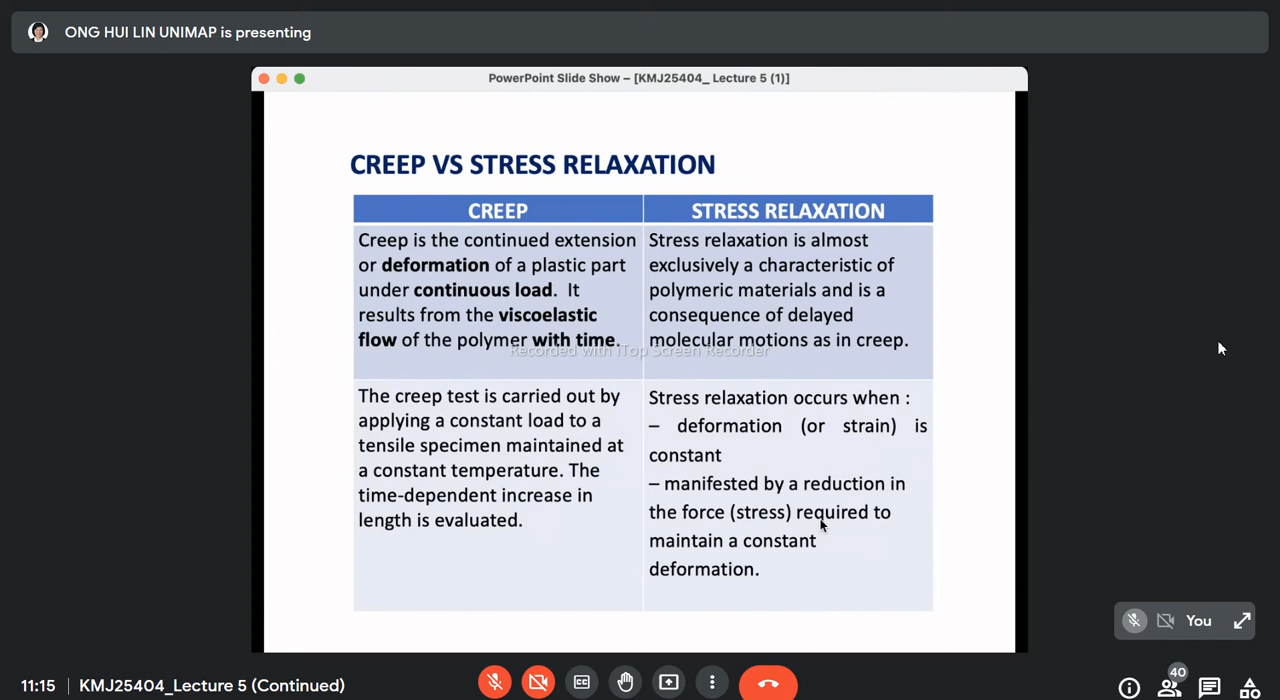 ONG HUI LIN UNIMAP is presenting
PowerPoint Slide Show – [KMJ25404_ Lecture 5 (1)]
CREEP VS STRESS RELAXATION
CREEP
STRESS RELAXATION
Creep is the continued extension
or deformation of a plastic part
under continuous load. It
results from the viscoelastic
flow of the polymer with time.
Stress relaxation is almost
exclusively a characteristic of
polymeric materials and is a
consequence of delayed
molecular motions as in creep.
Recorded with iTop Screen Recorder
The creep test is carried out by
applying a constant load to a
tensile specimen maintained at
a constant temperature. The
time-dependent increase in
length is evaluated.
Stress relaxation occurs when :
– deformation (or strain) is
constant
– manifested by a reduction in
the force (stress) required to
maintain a constant
deformation.
You
11:15 | KMJ25404_Lecture 5 (Continued)
CC
40